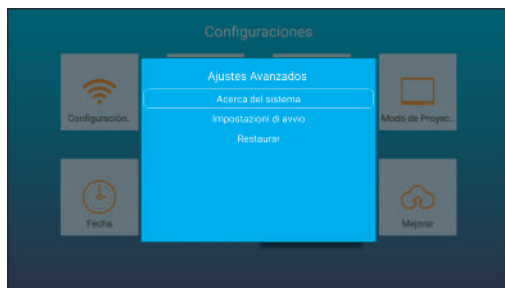 Configuraciones
Ajustes Avanzados
Acerca del sistema
Impostazioni di avvio
Restaurar
Configuración..
Modo de Proyec..
Fecha
Mejorar